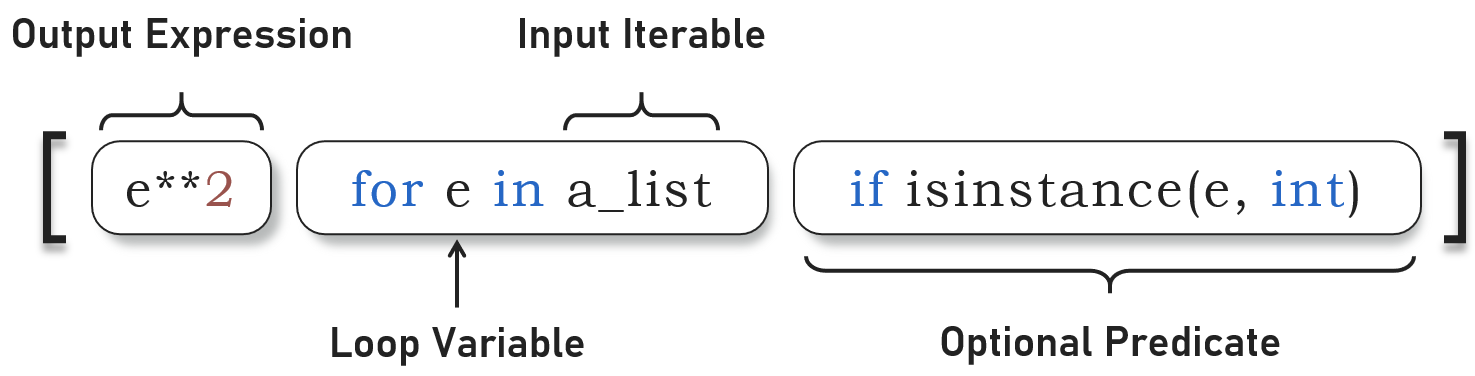 Output Expression Input Iterable
[ e**2 for e in a_list if isinstance(e, int) ]
Loop Variable Optional Predicate